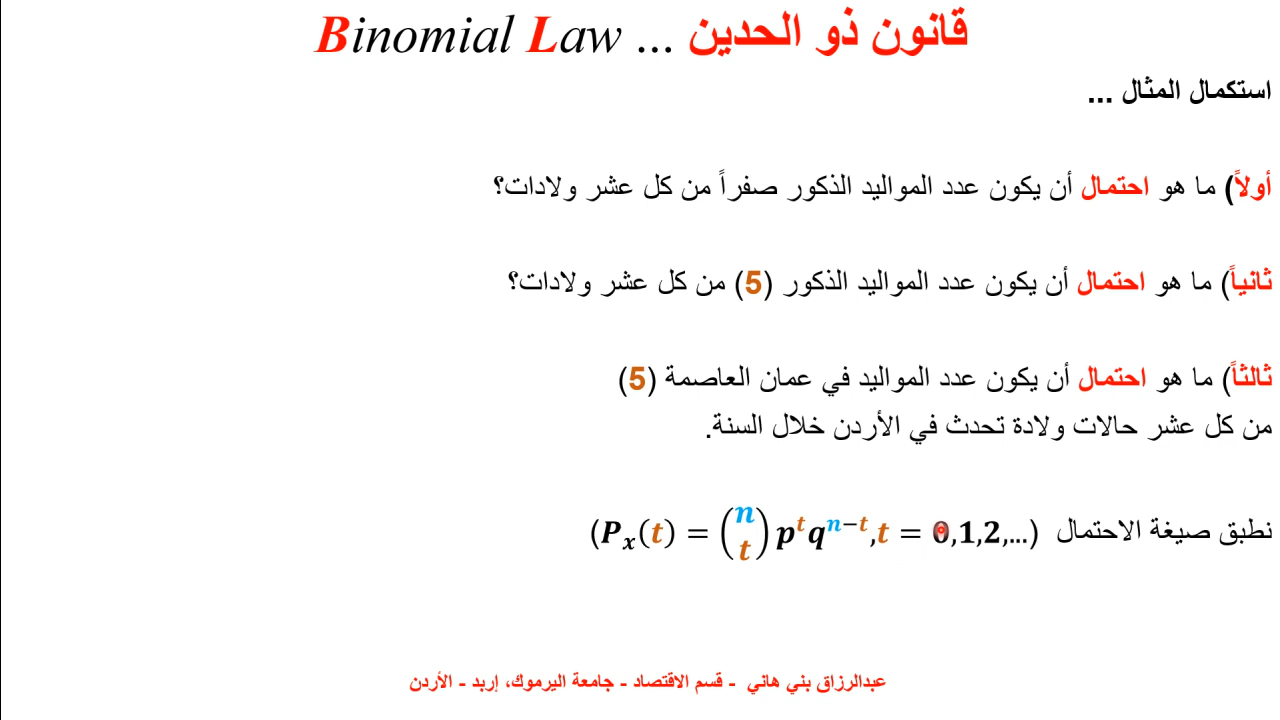 قانون ذو الحدين ... Binomial Law
استكمال المثال ...
أولاً) ما هو احتمال أن يكون عدد المواليد الذكور صفراً من كل عشر ولادات؟
ثانياً) ما هو احتمال أن يكون عدد المواليد الذكور (5) من كل عشر ولادات؟
ثالثاً) ما هو احتمال أن يكون عدد المواليد في عمان العاصمة (5)
من كل عشر حالات ولادة تحدث في الأردن خلال السنة.
نطبق صيغة الاحتمال (Pₓ(t) = (n t) pᵗqⁿ⁻ᵗ, t = 0,1,2,...)
عبدالرزاق بني هاني - قسم الاقتصاد - جامعة اليرموك، إربد - الأردن